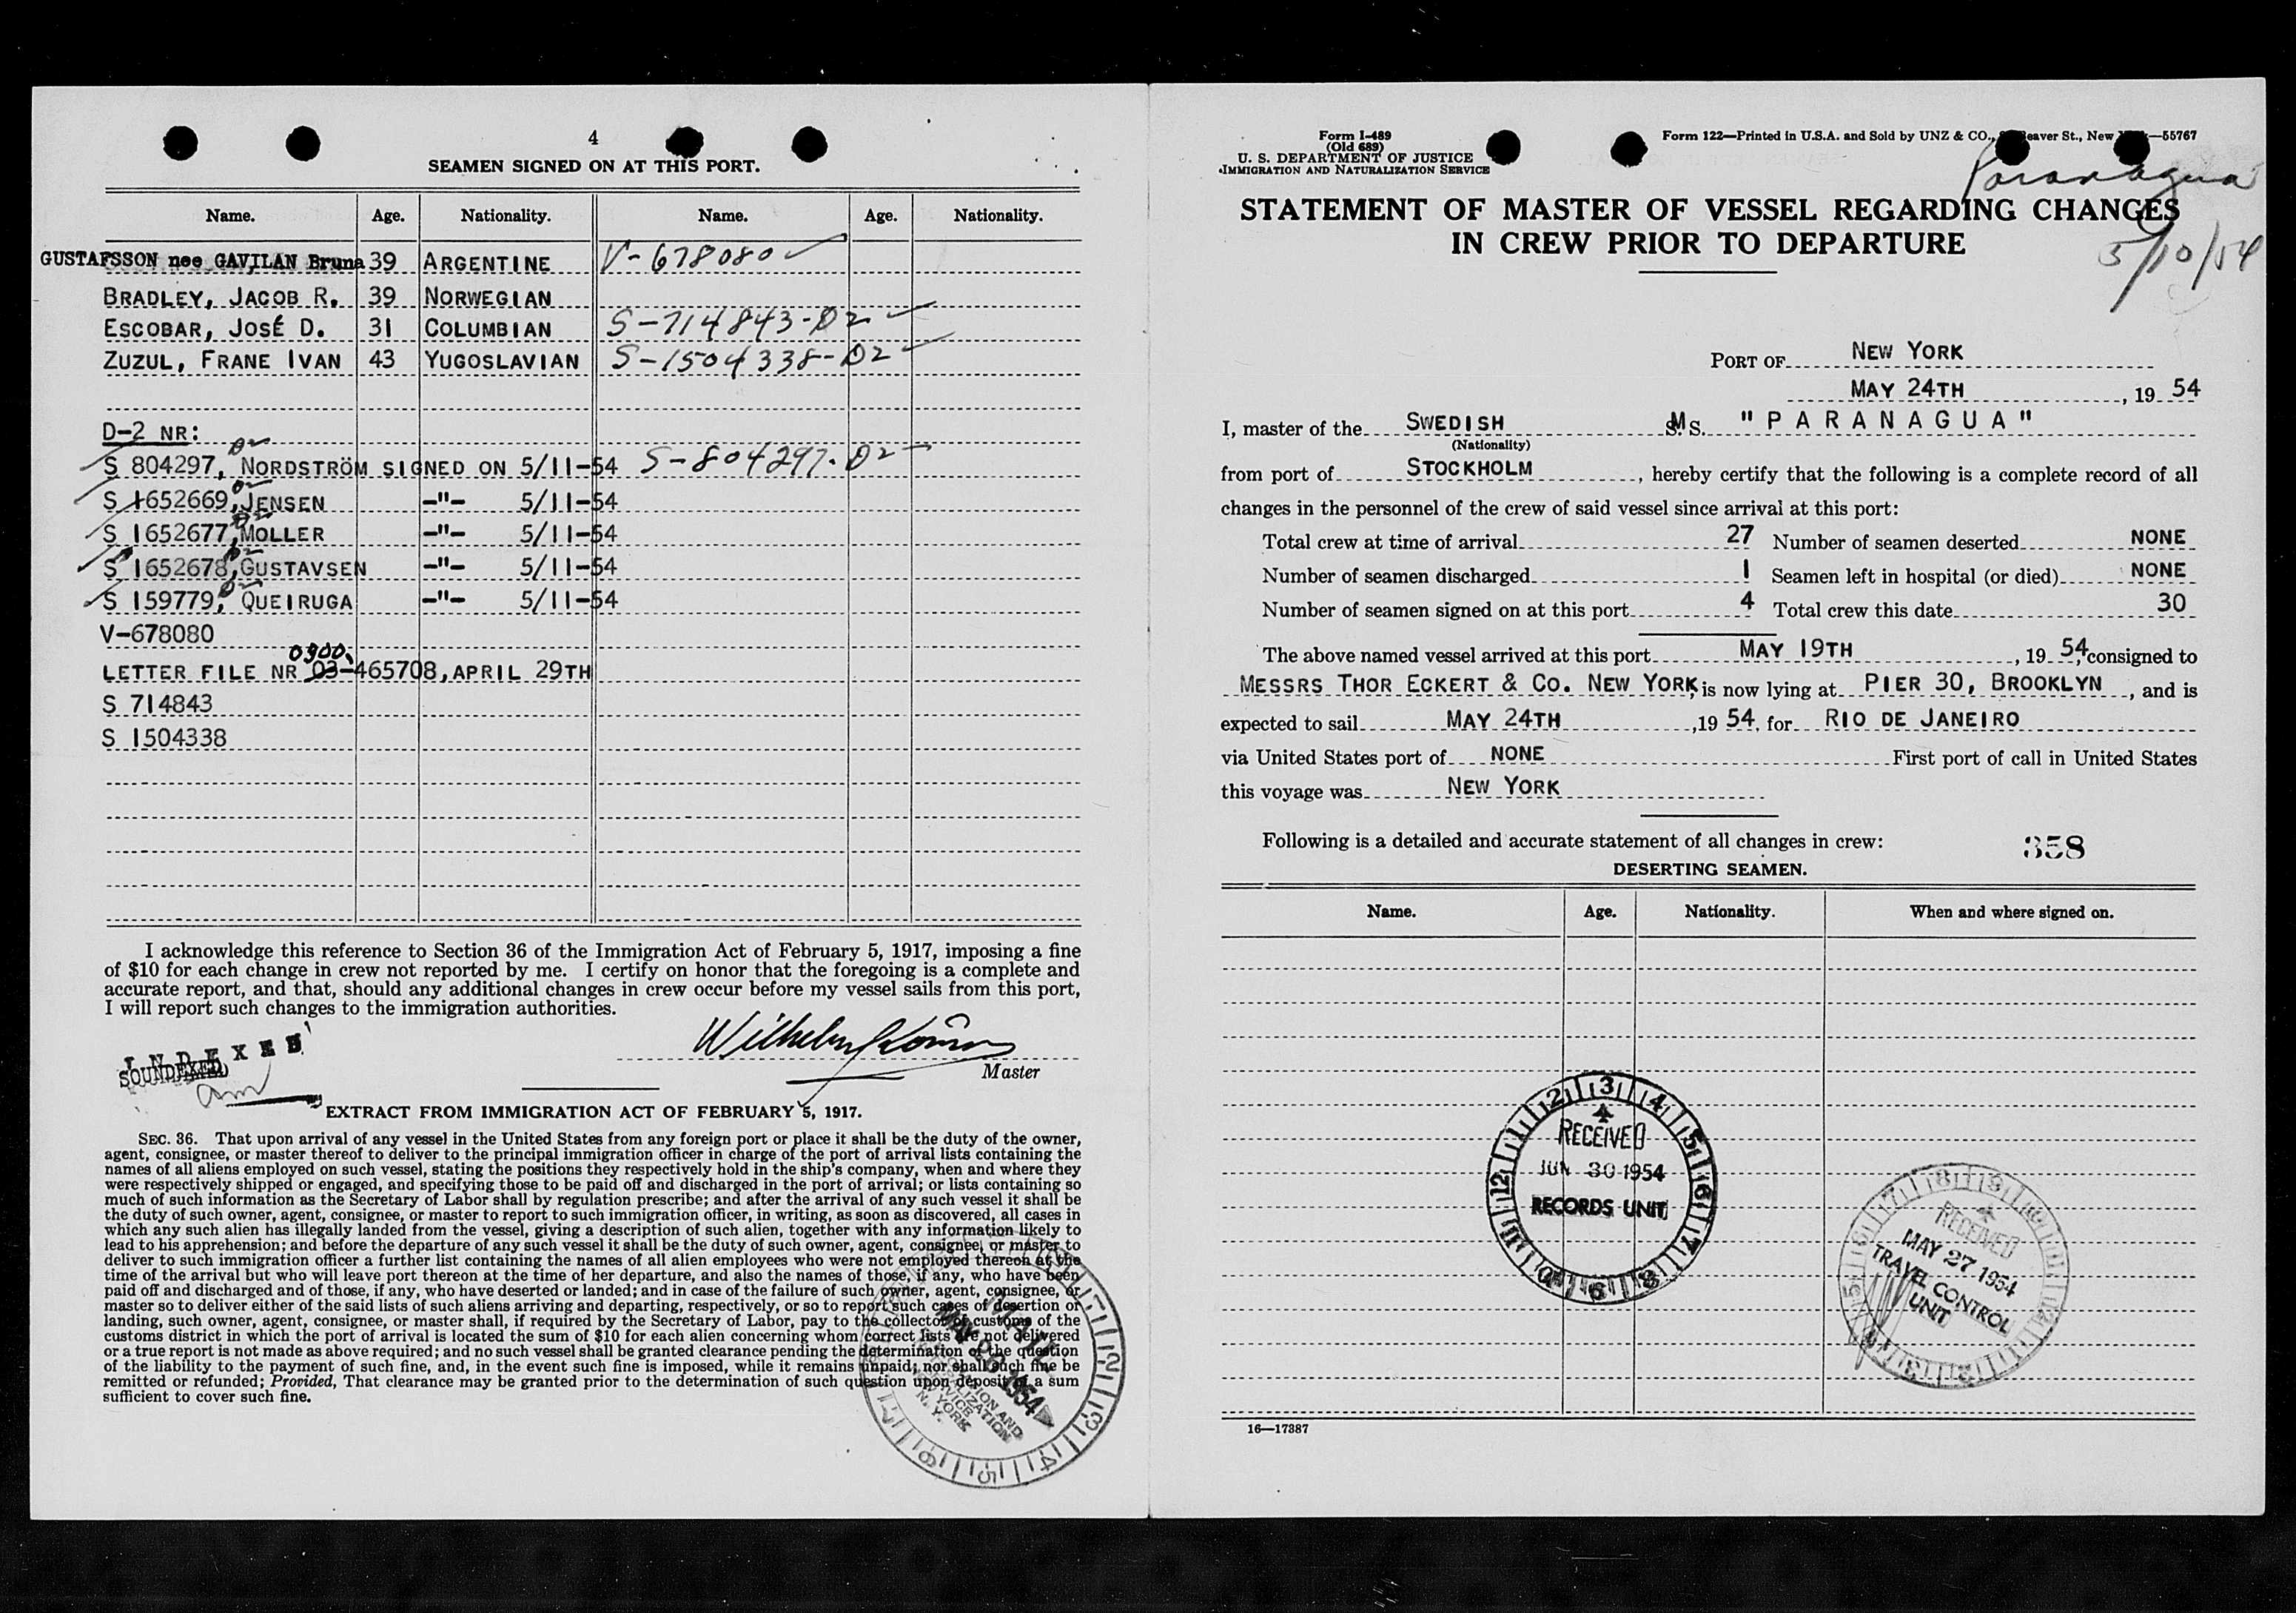 4
SEAMEN SIGNED ON AT THIS PORT.
Name. Age. Nationality. Name. Age. Nationality.
GUSTAFSSON nee GAVILAN Bruna 39 ARGENTINE V-678080
BRADLEY, JACOB R. 39 NORWEGIAN
ESCOBAR, JOSÉ D. 31 COLUMBIAN S-714843-D2
ZUZUL, FRANE IVAN 43 YUGOSLAVIAN S-1504338-D2
D-2 NR:
S 804297, D2 NORDSTRÖM SIGNED ON 5/11-54 S-804297-D2
S 1652669, D2 JENSEN -"- 5/11-54
S 1652677, D2 MOLLER -"- 5/11-54
S 1652678, D2 GUSTAVSEN -"- 5/11-54
S 159779, D2 QUEIRUGA -"- 5/11-54
V-678080
0300
LETTER FILE NR 03-465708, APRIL 29TH
S 714843
S 1504338
I acknowledge this reference to Section 36 of the Immigration Act of February 5, 1917, imposing a fine
of $10 for each change in crew not reported by me. I certify on honor that the foregoing is a complete and
accurate report, and that, should any additional changes in crew occur before my vessel sails from this port,
I will report such changes to the immigration authorities.
INDEXED
SOUNDEXED
Wilhelm
Master
EXTRACT FROM IMMIGRATION ACT OF FEBRUARY 5, 1917.
SEC. 36. That upon arrival of any vessel in the United States from any foreign port or place it shall be the duty of the owner,
agent, consignee, or master thereof to deliver to the principal immigration officer in charge of the port of arrival lists containing the
names of all aliens employed on such vessel, stating the positions they respectively hold in the ship's company, when and where they
were respectively shipped or engaged, and specifying those to be paid off and discharged in the port of arrival; or lists containing so
much of such information as the Secretary of Labor shall by regulation prescribe; and after the arrival of any such vessel it shall be
the duty of such owner, agent, consignee, or master to report to such immigration officer, in writing, as soon as discovered, all cases in
which any such alien has illegally landed from the vessel, giving a description of such alien, together with any information likely to
lead to his apprehension; and before the departure of any such vessel it shall be the duty of such owner, agent, consignee, or master to
deliver to such immigration officer a further list containing the names of all alien employees who were not employed thereon at the
time of the arrival but who will leave port thereon at the time of her departure, and also the names of those, if any, who have been
paid off and discharged and of those, if any, who have deserted or landed; and in case of the failure of such owner, agent, consignee, or
master so to deliver either of the said lists of such aliens arriving and departing, respectively, or so to report such cases of desertion or
landing, such owner, agent, consignee, or master shall, if required by the Secretary of Labor, pay to the collector of customs of the
customs district in which the port of arrival is located the sum of $10 for each alien concerning whom correct lists are not delivered
or a true report is not made as above required; and no such vessel shall be granted clearance pending the determination of the question
of the liability to the payment of such fine, and, in the event such fine is imposed, while it remains unpaid; nor shall such fine be
remitted or refunded; Provided, That clearance may be granted prior to the determination of such question upon deposit of a sum
sufficient to cover such fine.
MAIL
1954
NEW YORK
N. Y.
Form I-489
(Old 689)
U. S. DEPARTMENT OF JUSTICE
IMMIGRATION AND NATURALIZATION SERVICE
Form 122—Printed in U.S.A. and Sold by UNZ & CO., eaver St., New —55767
Paranagua
STATEMENT OF MASTER OF VESSEL REGARDING CHANGES
IN CREW PRIOR TO DEPARTURE
5/10/54
PORT OF NEW YORK
MAY 24TH, 19 54
I, master of the SWEDISH M.S. "PARANAGUA"
(Nationality)
from port of STOCKHOLM, hereby certify that the following is a complete record of all
changes in the personnel of the crew of said vessel since arrival at this port:
Total crew at time of arrival 27 Number of seamen deserted NONE
Number of seamen discharged 1 Seamen left in hospital (or died) NONE
Number of seamen signed on at this port 4 Total crew this date 30
The above named vessel arrived at this port MAY 19TH, 19 54, consigned to
MESSRS THOR ECKERT & CO. NEW YORK, is now lying at PIER 30, BROOKLYN, and is
expected to sail MAY 24TH, 19 54, for RIO DE JANEIRO
via United States port of NONE First port of call in United States
this voyage was NEW YORK
Following is a detailed and accurate statement of all changes in crew:
358
DESERTING SEAMEN.
Name. Age. Nationality. When and where signed on.
RECEIVED
JUN 30 1954
RECORDS UNIT
RECEIVED
MAY 27 1954
TRAVEL CONTROL
UNIT
16—17387